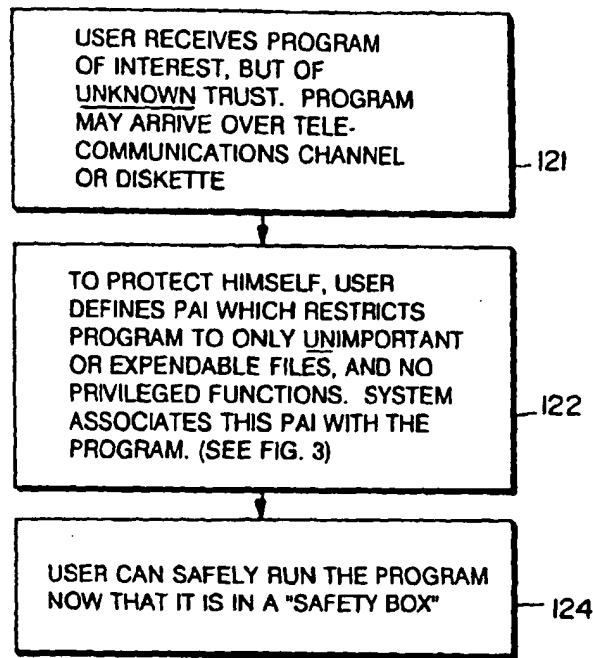 USER RECEIVES PROGRAM
OF INTEREST, BUT OF
UNKNOWN TRUST. PROGRAM
MAY ARRIVE OVER TELE-
COMMUNICATIONS CHANNEL
OR DISKETTE
121
TO PROTECT HIMSELF, USER
DEFINES PAI WHICH RESTRICTS
PROGRAM TO ONLY UNIMPORTANT
OR EXPENDABLE FILES, AND NO
PRIVILEGED FUNCTIONS. SYSTEM
ASSOCIATES THIS PAI WITH THE
PROGRAM. (SEE FIG. 3)
122
USER CAN SAFELY RUN THE PROGRAM
NOW THAT IT IS IN A "SAFETY BOX"
124